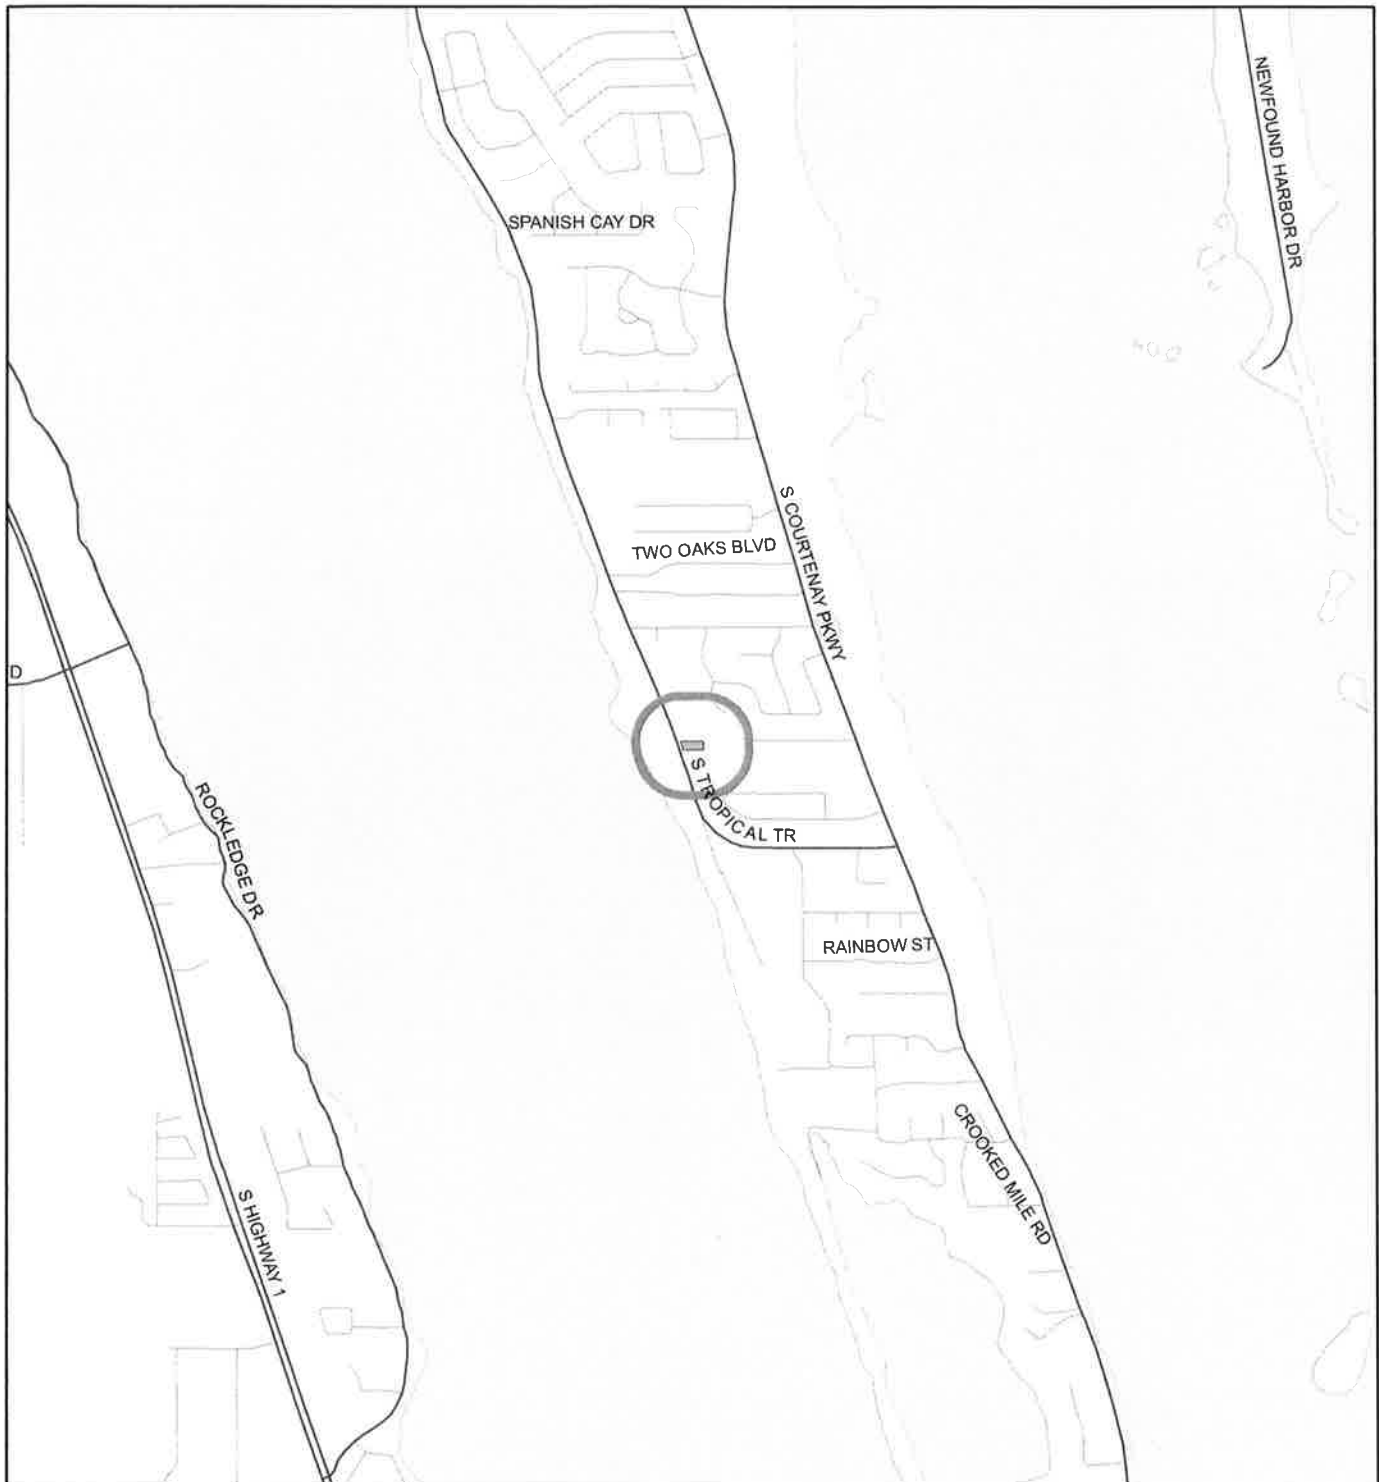 NEWFOUND HARBOR DR
SPANISH CAY DR
S COURTENAY PKWY
TWO OAKS BLVD
D
S TROPICAL TR
ROCKLEDGE DR
RAINBOW ST
CROOKED MILE RD
S HIGHWAY 1